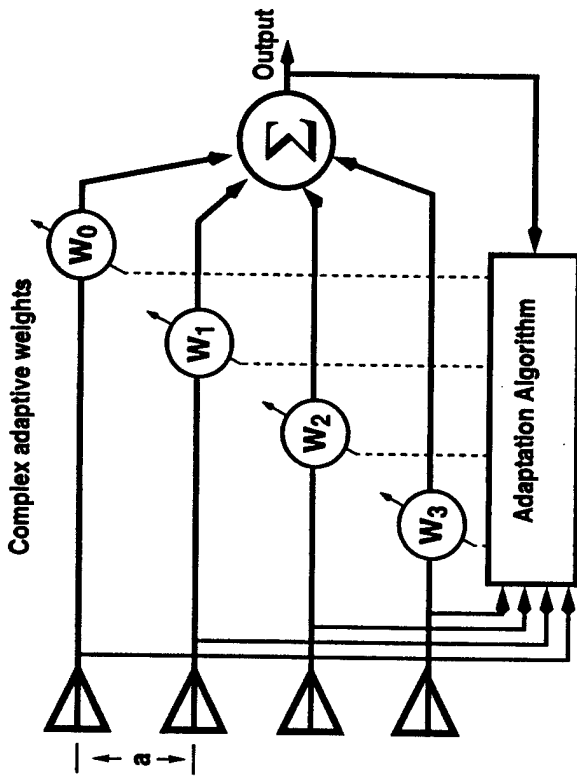 Complex adaptive weights
a
W0
W1
W2
W3
Σ
Output
Adaptation Algorithm